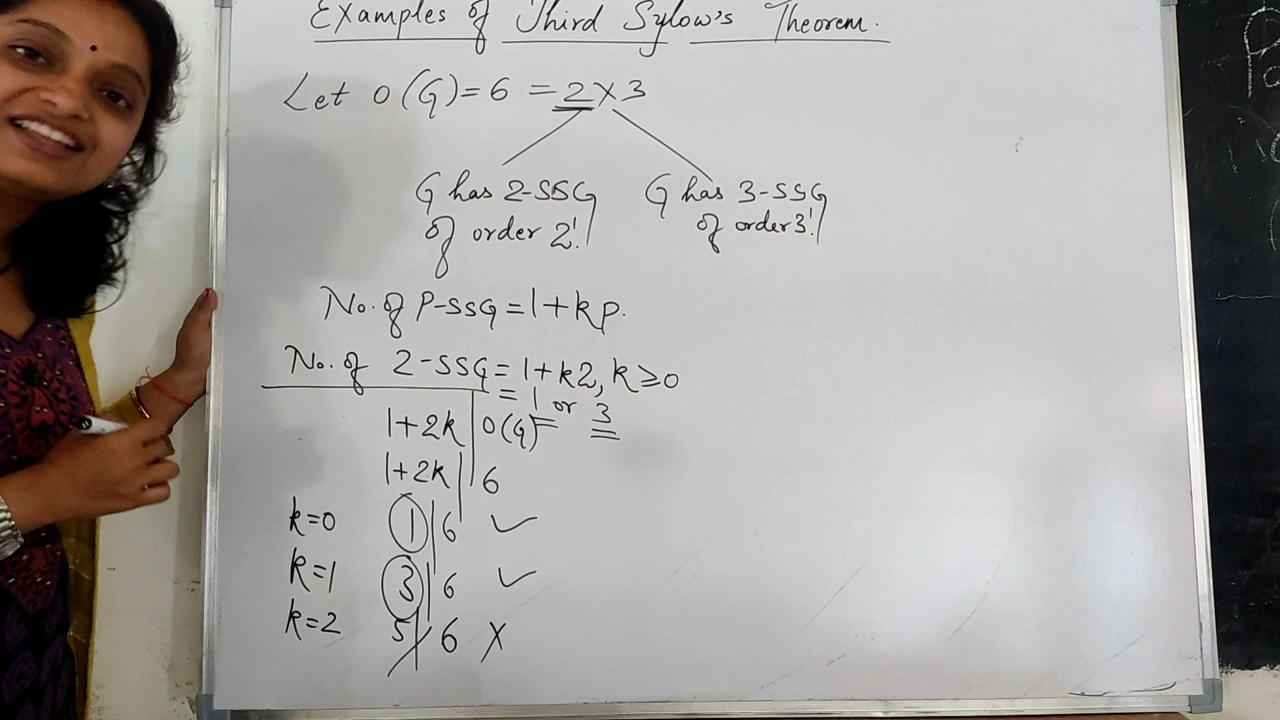 Examples of Third Sylow's Theorem.
Let O(G) = 6 = 2×3
G has 2-SSG of order 2!
G has 3-SSG of order 3!
No. of P-SSG = 1+kp.
No. of 2-SSG = 1+k2, k≥0
= 1 or 3
1+2k | O(G)
1+2k | 6
k=0 1 | 6 ✓
k=1 3 | 6 ✓
k=2 5 ∤ 6 X